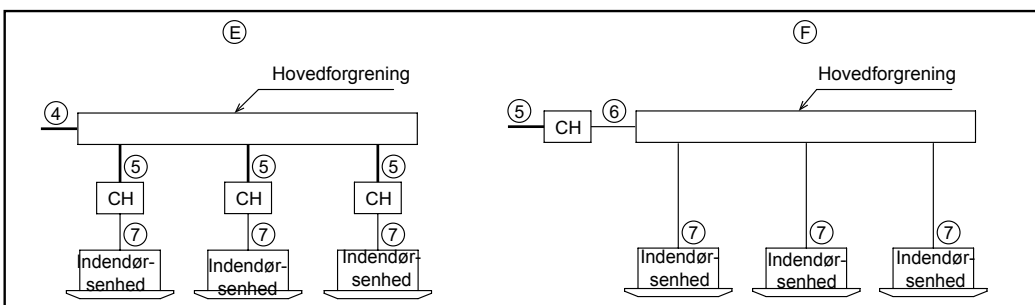 E
Hovedforgrening
4
5 5 5
CH CH CH
7 7 7
Indendør-
senhed
Indendør-
senhed
Indendør-
senhed
F
Hovedforgrening
5 CH 6
7 7 7
Indendør-
senhed
Indendør-
senhed
Indendør-
senhed